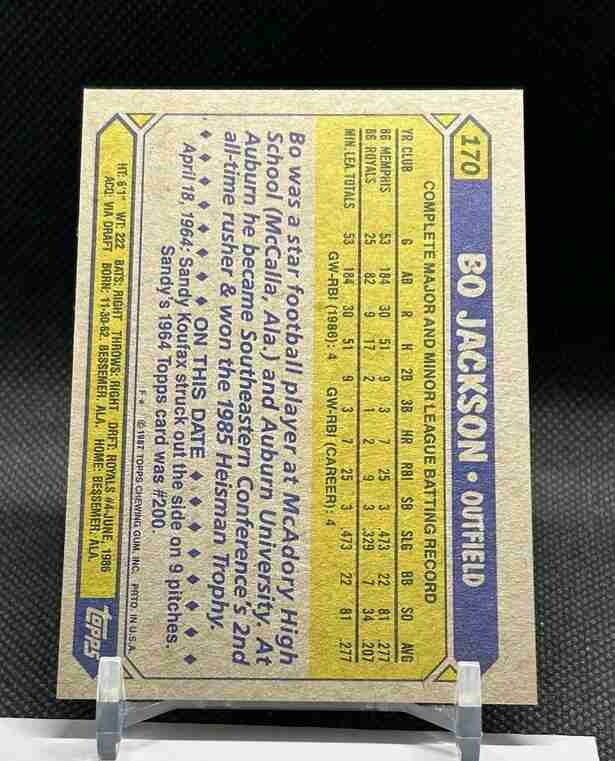 170
BO JACKSON • OUTFIELD
COMPLETE MAJOR AND MINOR LEAGUE BATTING RECORD
YR CLUB G AB R H 2B 3B HR RBI SB SLG BB SO AVG
86 MEMPHIS 53 184 30 51 9 3 7 25 3 .473 22 81 .277
86 ROYALS 25 82 9 17 2 1 2 9 3 .329 7 34 .207
MIN. LEA. TOTALS 53 184 30 51 9 3 7 25 3 .473 22 81 .277
GW-RBI (1986): 4 GW-RBI (CAREER): 4
Bo was a star football player at McAdory High
School (McCalla, Ala.) and Auburn University. At
Auburn he became Southeastern Conference's 2nd
all-time rusher & won the 1985 Heisman Trophy.
ON THIS DATE
April 18, 1964: Sandy Koufax struck out the side on 9 pitches.
Sandy's 1964 Topps card was #200.
F* ©1987 TOPPS CHEWING GUM, INC. PRTD. IN U.S.A.
HT: 6'1" WT: 222 BATS: RIGHT THROWS: RIGHT DRFT: ROYALS #4-JUNE, 1986
ACQ: VIA DRAFT BORN: 11-30-62, BESSEMER, ALA. HOME: BESSEMER, ALA.
Topps